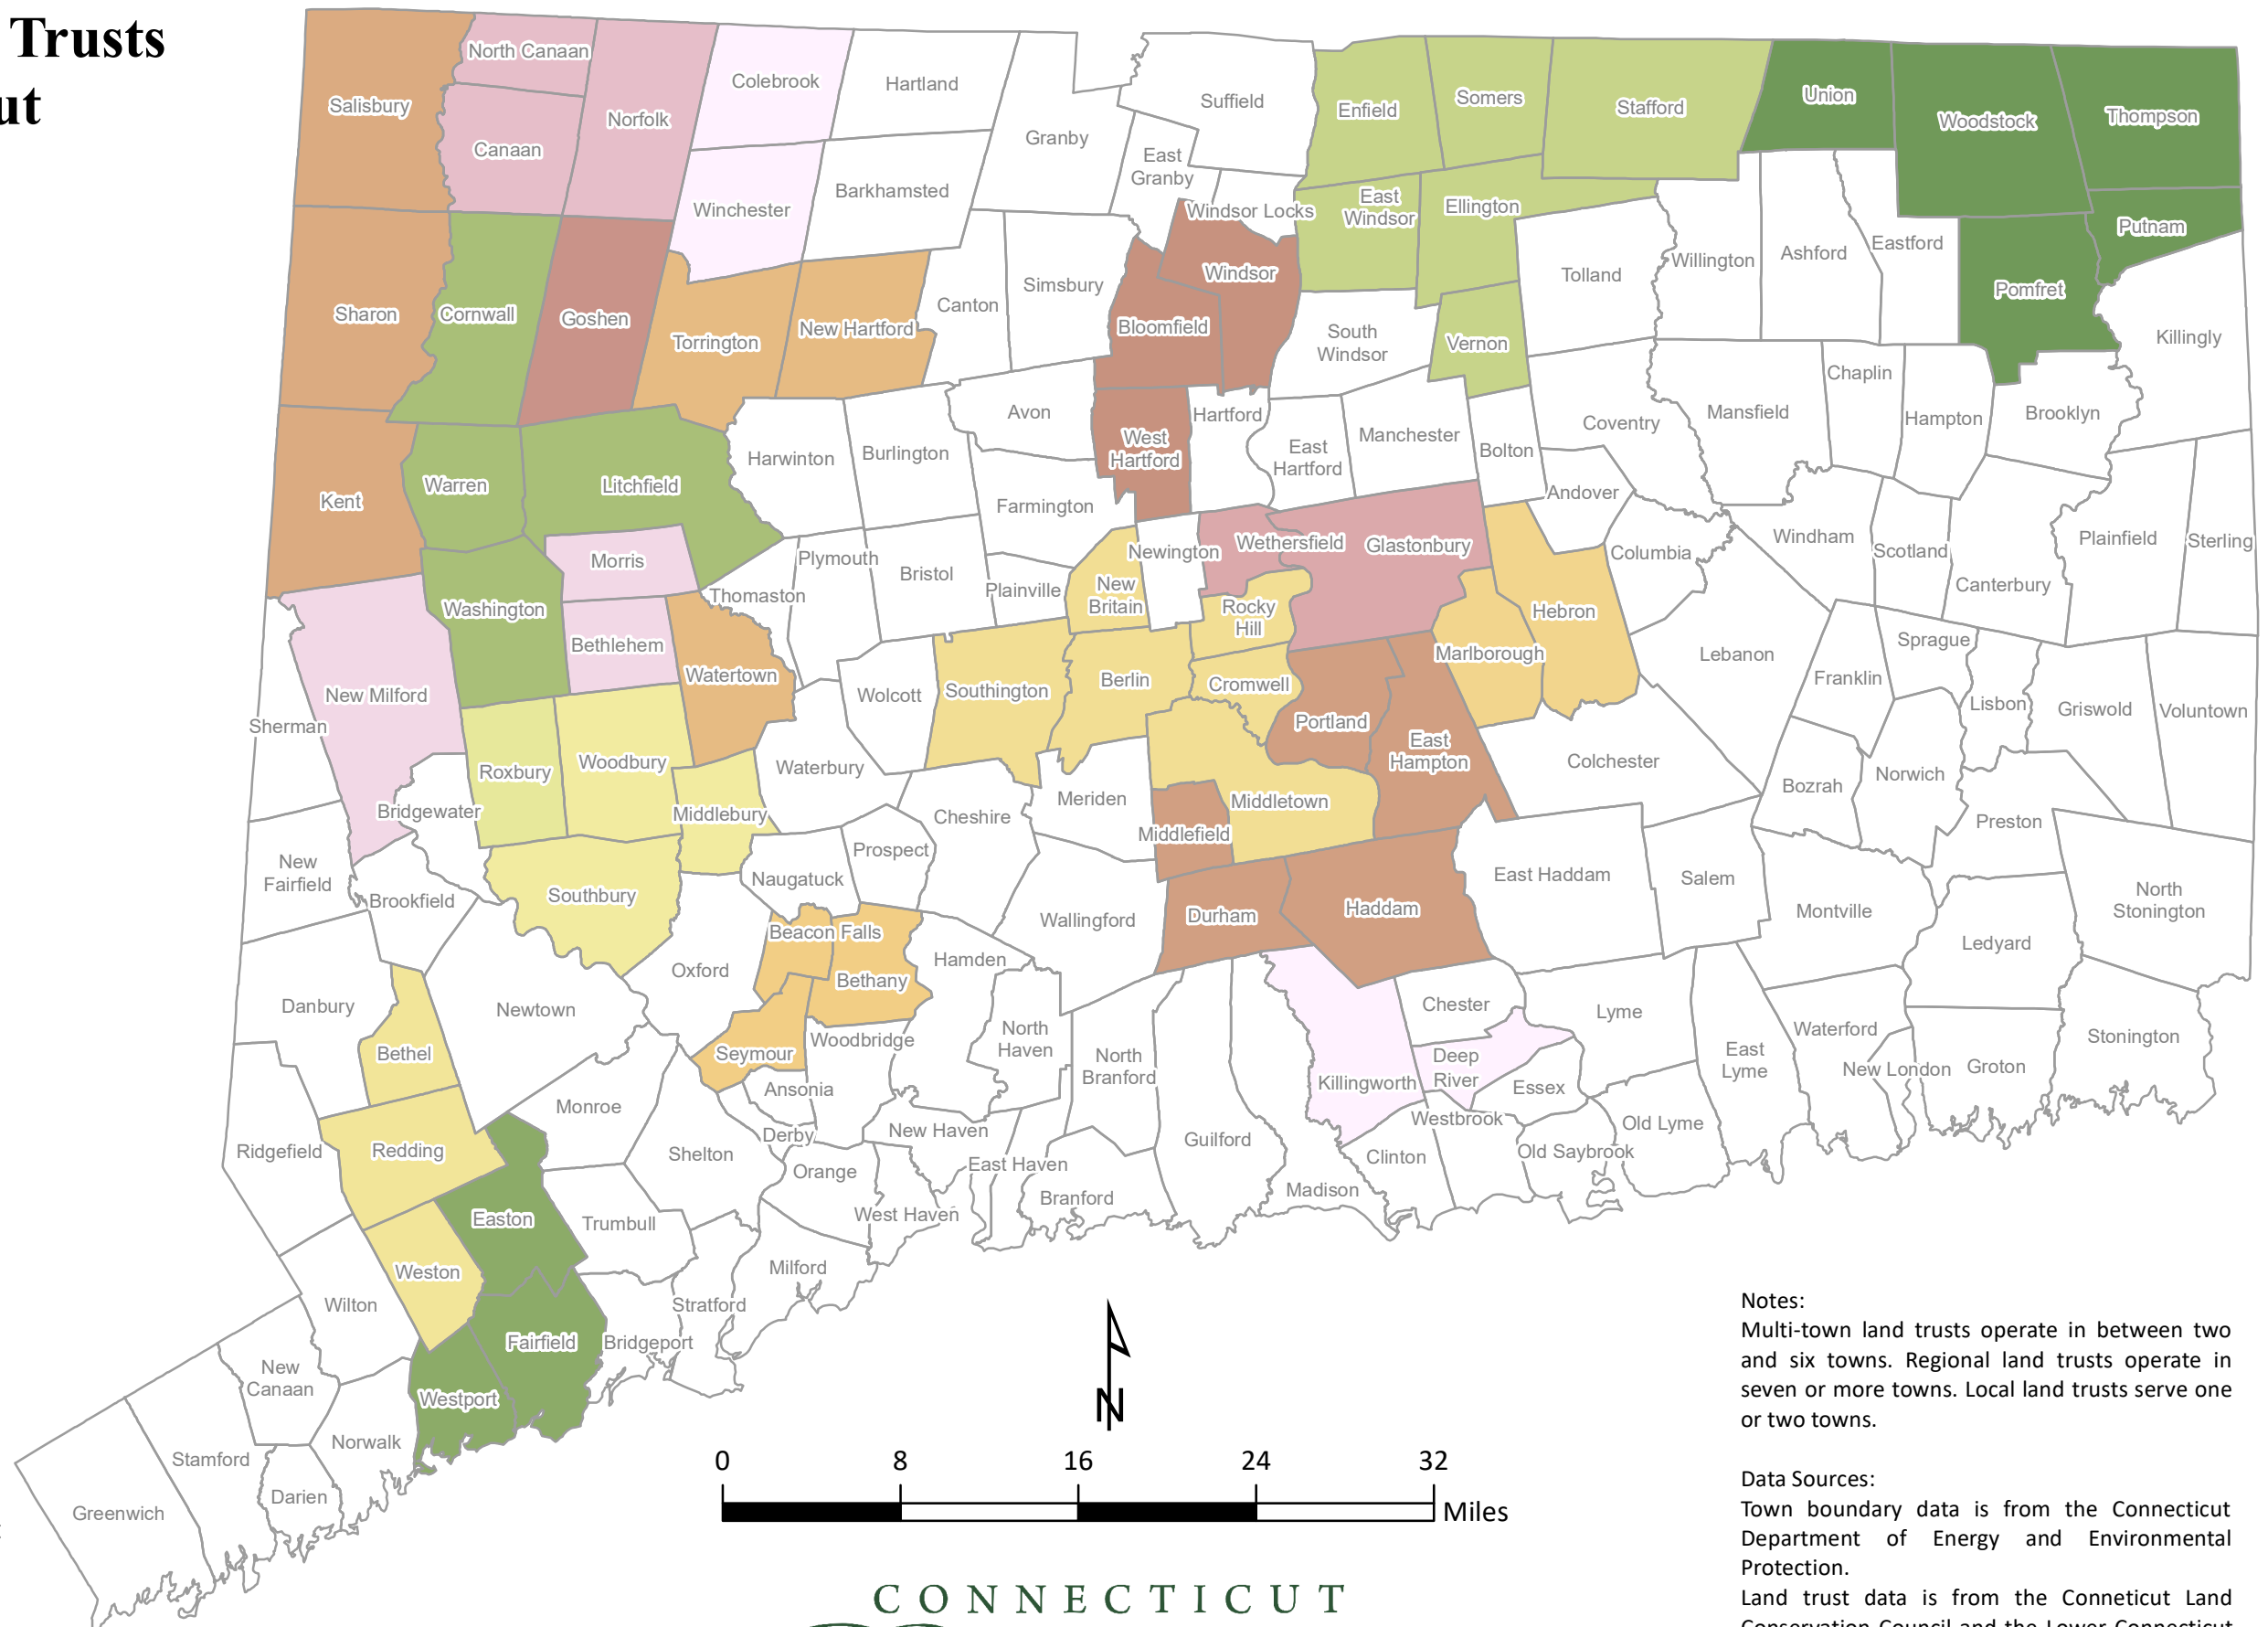 Trusts
ut
North Canaan
Colebrook
Hartland
Suffield
Salisbury
Canaan
Norfolk
Granby
Enfield
Somers
Stafford
Union
Woodstock
Thompson
East
Granby
Barkhamsted
Winchester
Windsor Locks
East
Windsor
Ellington
Putnam
Sharon
Cornwall
Goshen
Torrington
New Hartford
Canton
Simsbury
Windsor
Bloomfield
South
Windsor
Vernon
Tolland
Willington
Ashford
Eastford
Pomfret
Killingly
Kent
Warren
Litchfield
Harwinton
Burlington
Avon
West
Hartford
Hartford
East
Hartford
Manchester
Bolton
Coventry
Mansfield
Chaplin
Hampton
Brooklyn
Farmington
Andover
Morris
Plymouth
Bristol
Plainville
Newington
Wethersfield
Glastonbury
Columbia
Windham
Scotland
Canterbury
Plainfield
Sterling
Washington
Bethlehem
Thomaston
New
Britain
Rocky
Hill
Hebron
Marlborough
Lebanon
Sprague
Franklin
Sherman
New Milford
Watertown
Wolcott
Southington
Berlin
Cromwell
Portland
East
Hampton
Lisbon
Griswold
Voluntown
Roxbury
Woodbury
Waterbury
Colchester
Bozrah
Norwich
Bridgewater
Middlebury
Cheshire
Meriden
Middlefield
Middletown
Preston
New
Fairfield
Brookfield
Southbury
Naugatuck
Prospect
Wallingford
Durham
Haddam
East Haddam
Salem
Montville
North
Stonington
Beacon Falls
Bethany
Hamden
Ledyard
Danbury
Newtown
Oxford
Chester
Lyme
Bethel
Seymour
Woodbridge
North
Haven
North
Branford
Killingworth
Deep
River
Essex
East
Lyme
Waterford
New London
Groton
Stonington
Ansonia
Monroe
Ridgefield
Redding
Shelton
Derby
Orange
New Haven
East Haven
Guilford
Westbrook
Clinton
Old Saybrook
Old Lyme
Easton
Trumbull
West Haven
Branford
Madison
Weston
Milford
Wilton
Stratford
Fairfield
Bridgeport
New
Canaan
Westport
Norwalk
Stamford
Darien
Greenwich
N
0 8 16 24 32
Miles
CONNECTICUT
Notes:
Multi-town land trusts operate in between two
and six towns. Regional land trusts operate in
seven or more towns. Local land trusts serve one
or two towns.
Data Sources:
Town boundary data is from the Connecticut
Department of Energy and Environmental
Protection.
Land trust data is from the Conneticut Land
Conservation Council and the Lower Connecticut